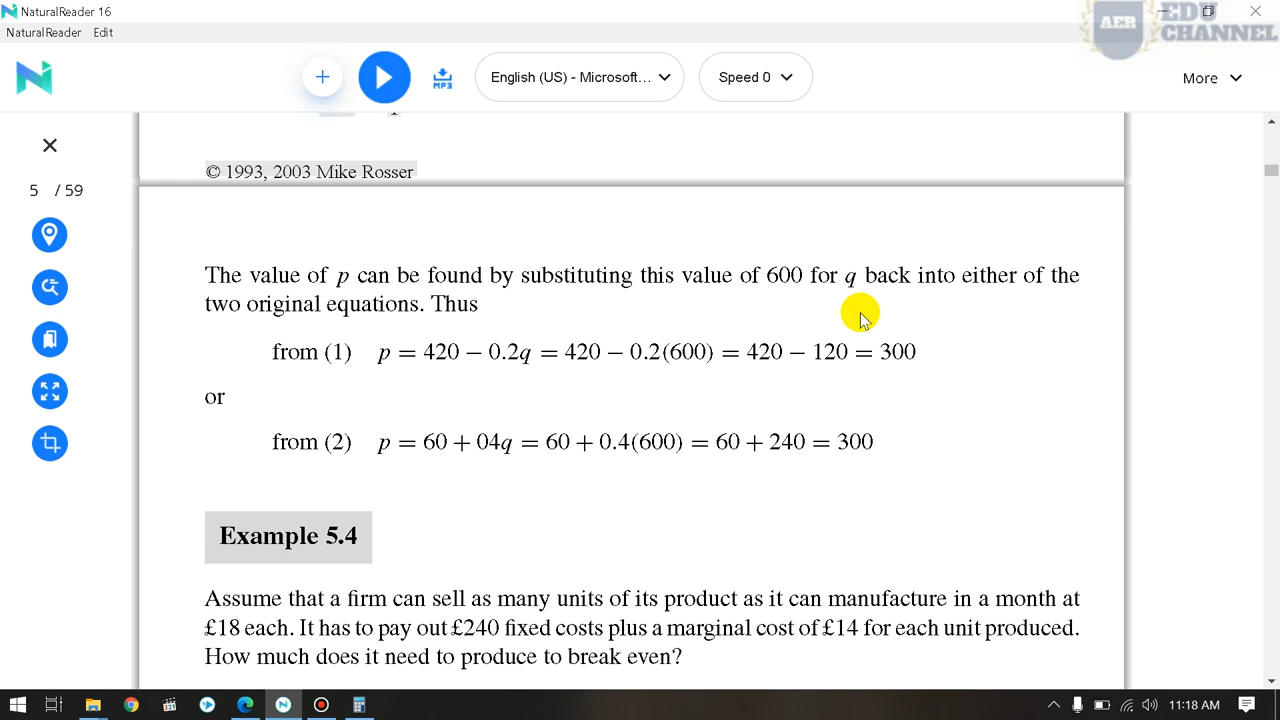 NaturalReader 16
NaturalReader Edit
AER EDU CHANNEL
+ MP3 English (US) - Microsoft... Speed 0 More
5 / 59
© 1993, 2003 Mike Rosser
The value of p can be found by substituting this value of 600 for q back into either of the
two original equations. Thus
from (1) p = 420 − 0.2q = 420 − 0.2(600) = 420 − 120 = 300
or
from (2) p = 60 + 04q = 60 + 0.4(600) = 60 + 240 = 300
Example 5.4
Assume that a firm can sell as many units of its product as it can manufacture in a month at
£18 each. It has to pay out £240 fixed costs plus a marginal cost of £14 for each unit produced.
How much does it need to produce to break even?
11:18 AM